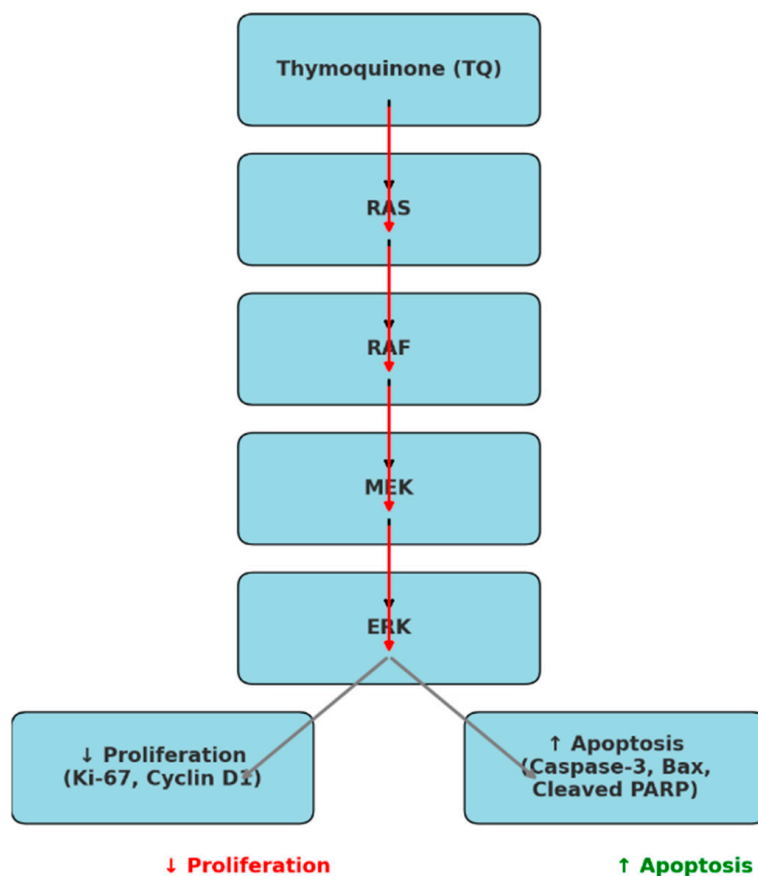 Thymoquinone (TQ)
RAS
RAF
MEK
ERK
↓ Proliferation
(Ki-67, Cyclin D1)
↑ Apoptosis
(Caspase-3, Bax,
Cleaved PARP)
↓ Proliferation
↑ Apoptosis